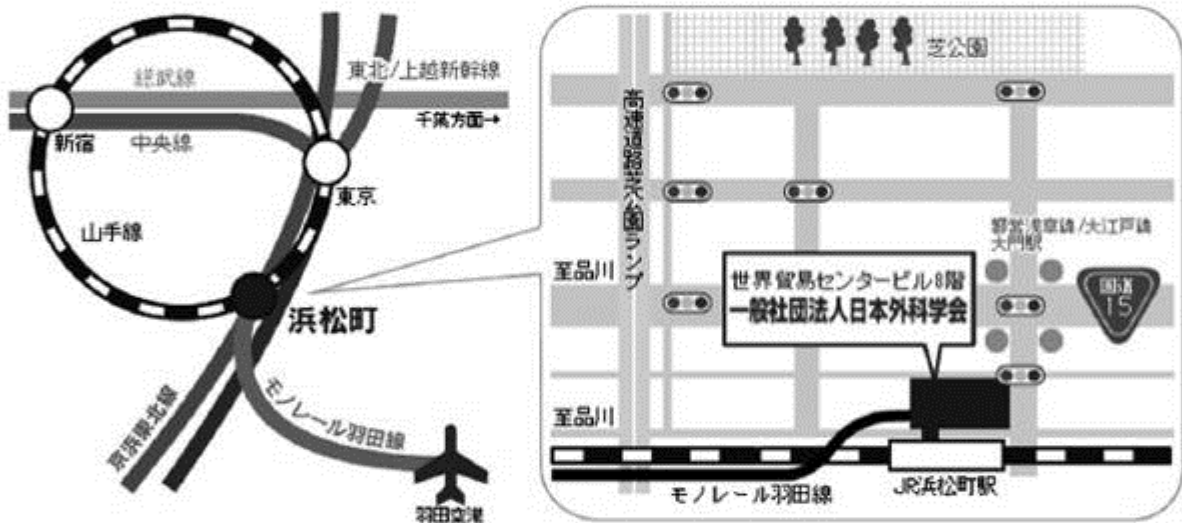 総武線
東北/上越新幹線
千葉方面→
新宿
中央線
東京
山手線
浜松町
京浜東北線
モノレール羽田線
羽田空港
芝公園
高速道路芝公園ランプ
都営浅草線/大江戸線
大門駅
至品川
世界貿易センタービル8階
一般社団法人日本外科学会
国道
15
至品川
モノレール羽田線
JR浜松町駅